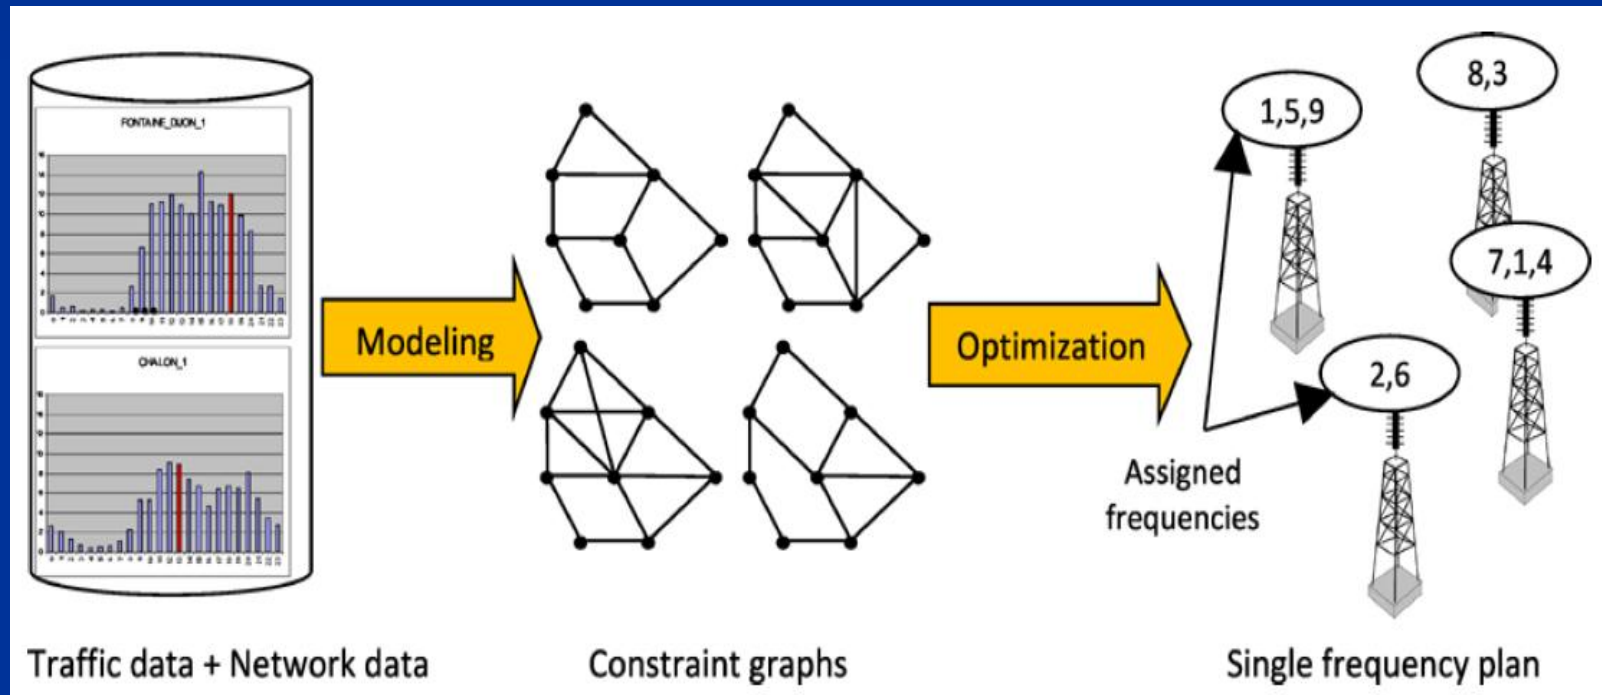 FONTAINE_DIJON_1
CHALON_1
Modeling
Optimization
1,5,9
8,3
7,1,4
2,6
Assigned
frequencies
Traffic data + Network data
Constraint graphs
Single frequency plan